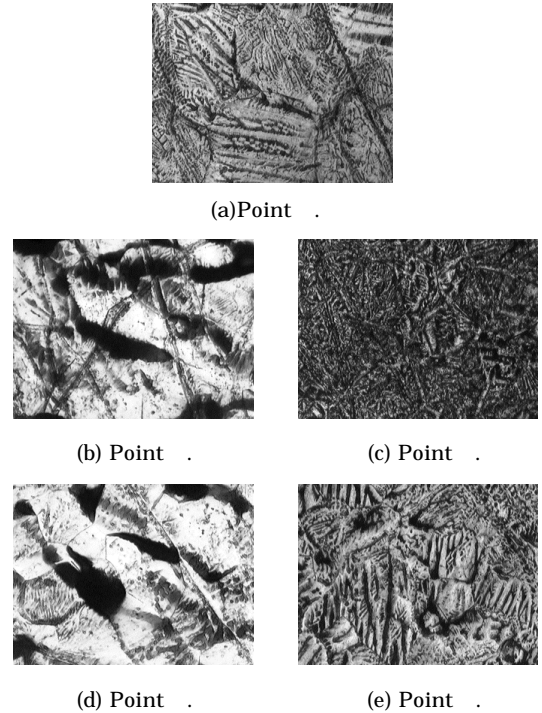 (a)Point .
(b) Point .
(c) Point .
(d) Point .
(e) Point .